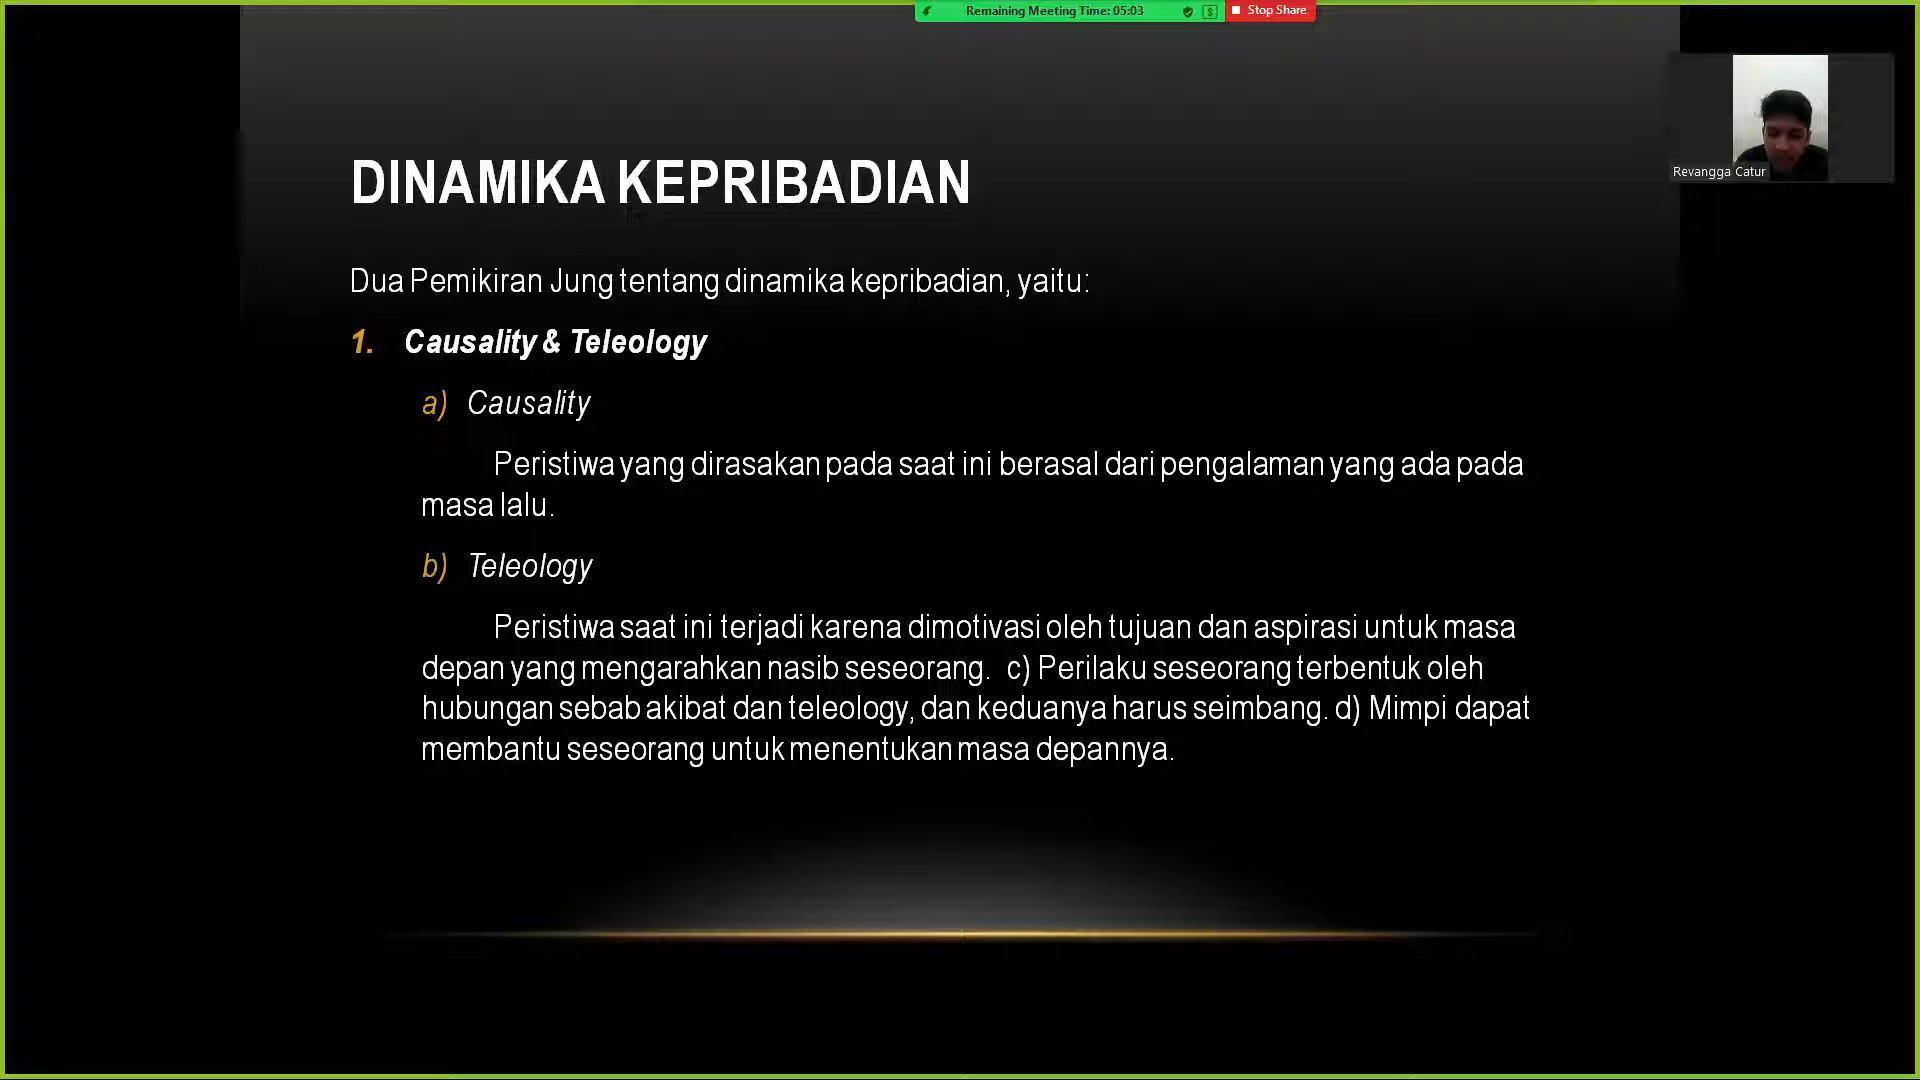 Remaining Meeting Time: 05:03
Stop Share
Revangga Catur
DINAMIKA KEPRIBADIAN
Dua Pemikiran Jung tentang dinamika kepribadian, yaitu:
1. Causality & Teleology
a) Causality
Peristiwa yang dirasakan pada saat ini berasal dari pengalaman yang ada pada
masa lalu.
b) Teleology
Peristiwa saat ini terjadi karena dimotivasi oleh tujuan dan aspirasi untuk masa
depan yang mengarahkan nasib seseorang. c) Perilaku seseorang terbentuk oleh
hubungan sebab akibat dan teleology, dan keduanya harus seimbang. d) Mimpi dapat
membantu seseorang untuk menentukan masa depannya.